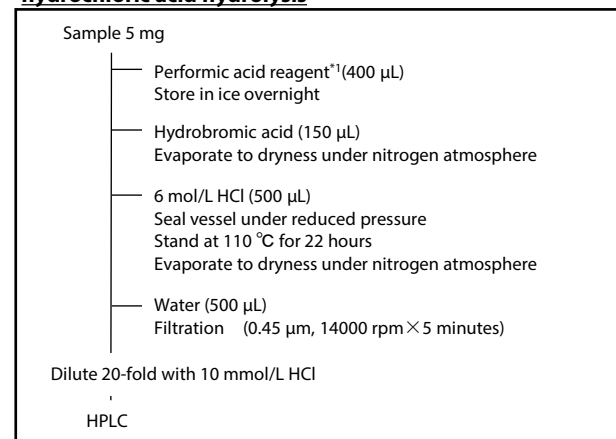 hydrochloric acid hydrolysis
Sample 5 mg
Performic acid reagent*1(400 µL)
Store in ice overnight
Hydrobromic acid (150 µL)
Evaporate to dryness under nitrogen atmosphere
6 mol/L HCl (500 µL)
Seal vessel under reduced pressure
Stand at 110 °C for 22 hours
Evaporate to dryness under nitrogen atmosphere
Water (500 µL)
Filtration (0.45 µm, 14000 rpm×5 minutes)
Dilute 20-fold with 10 mmol/L HCl
HPLC